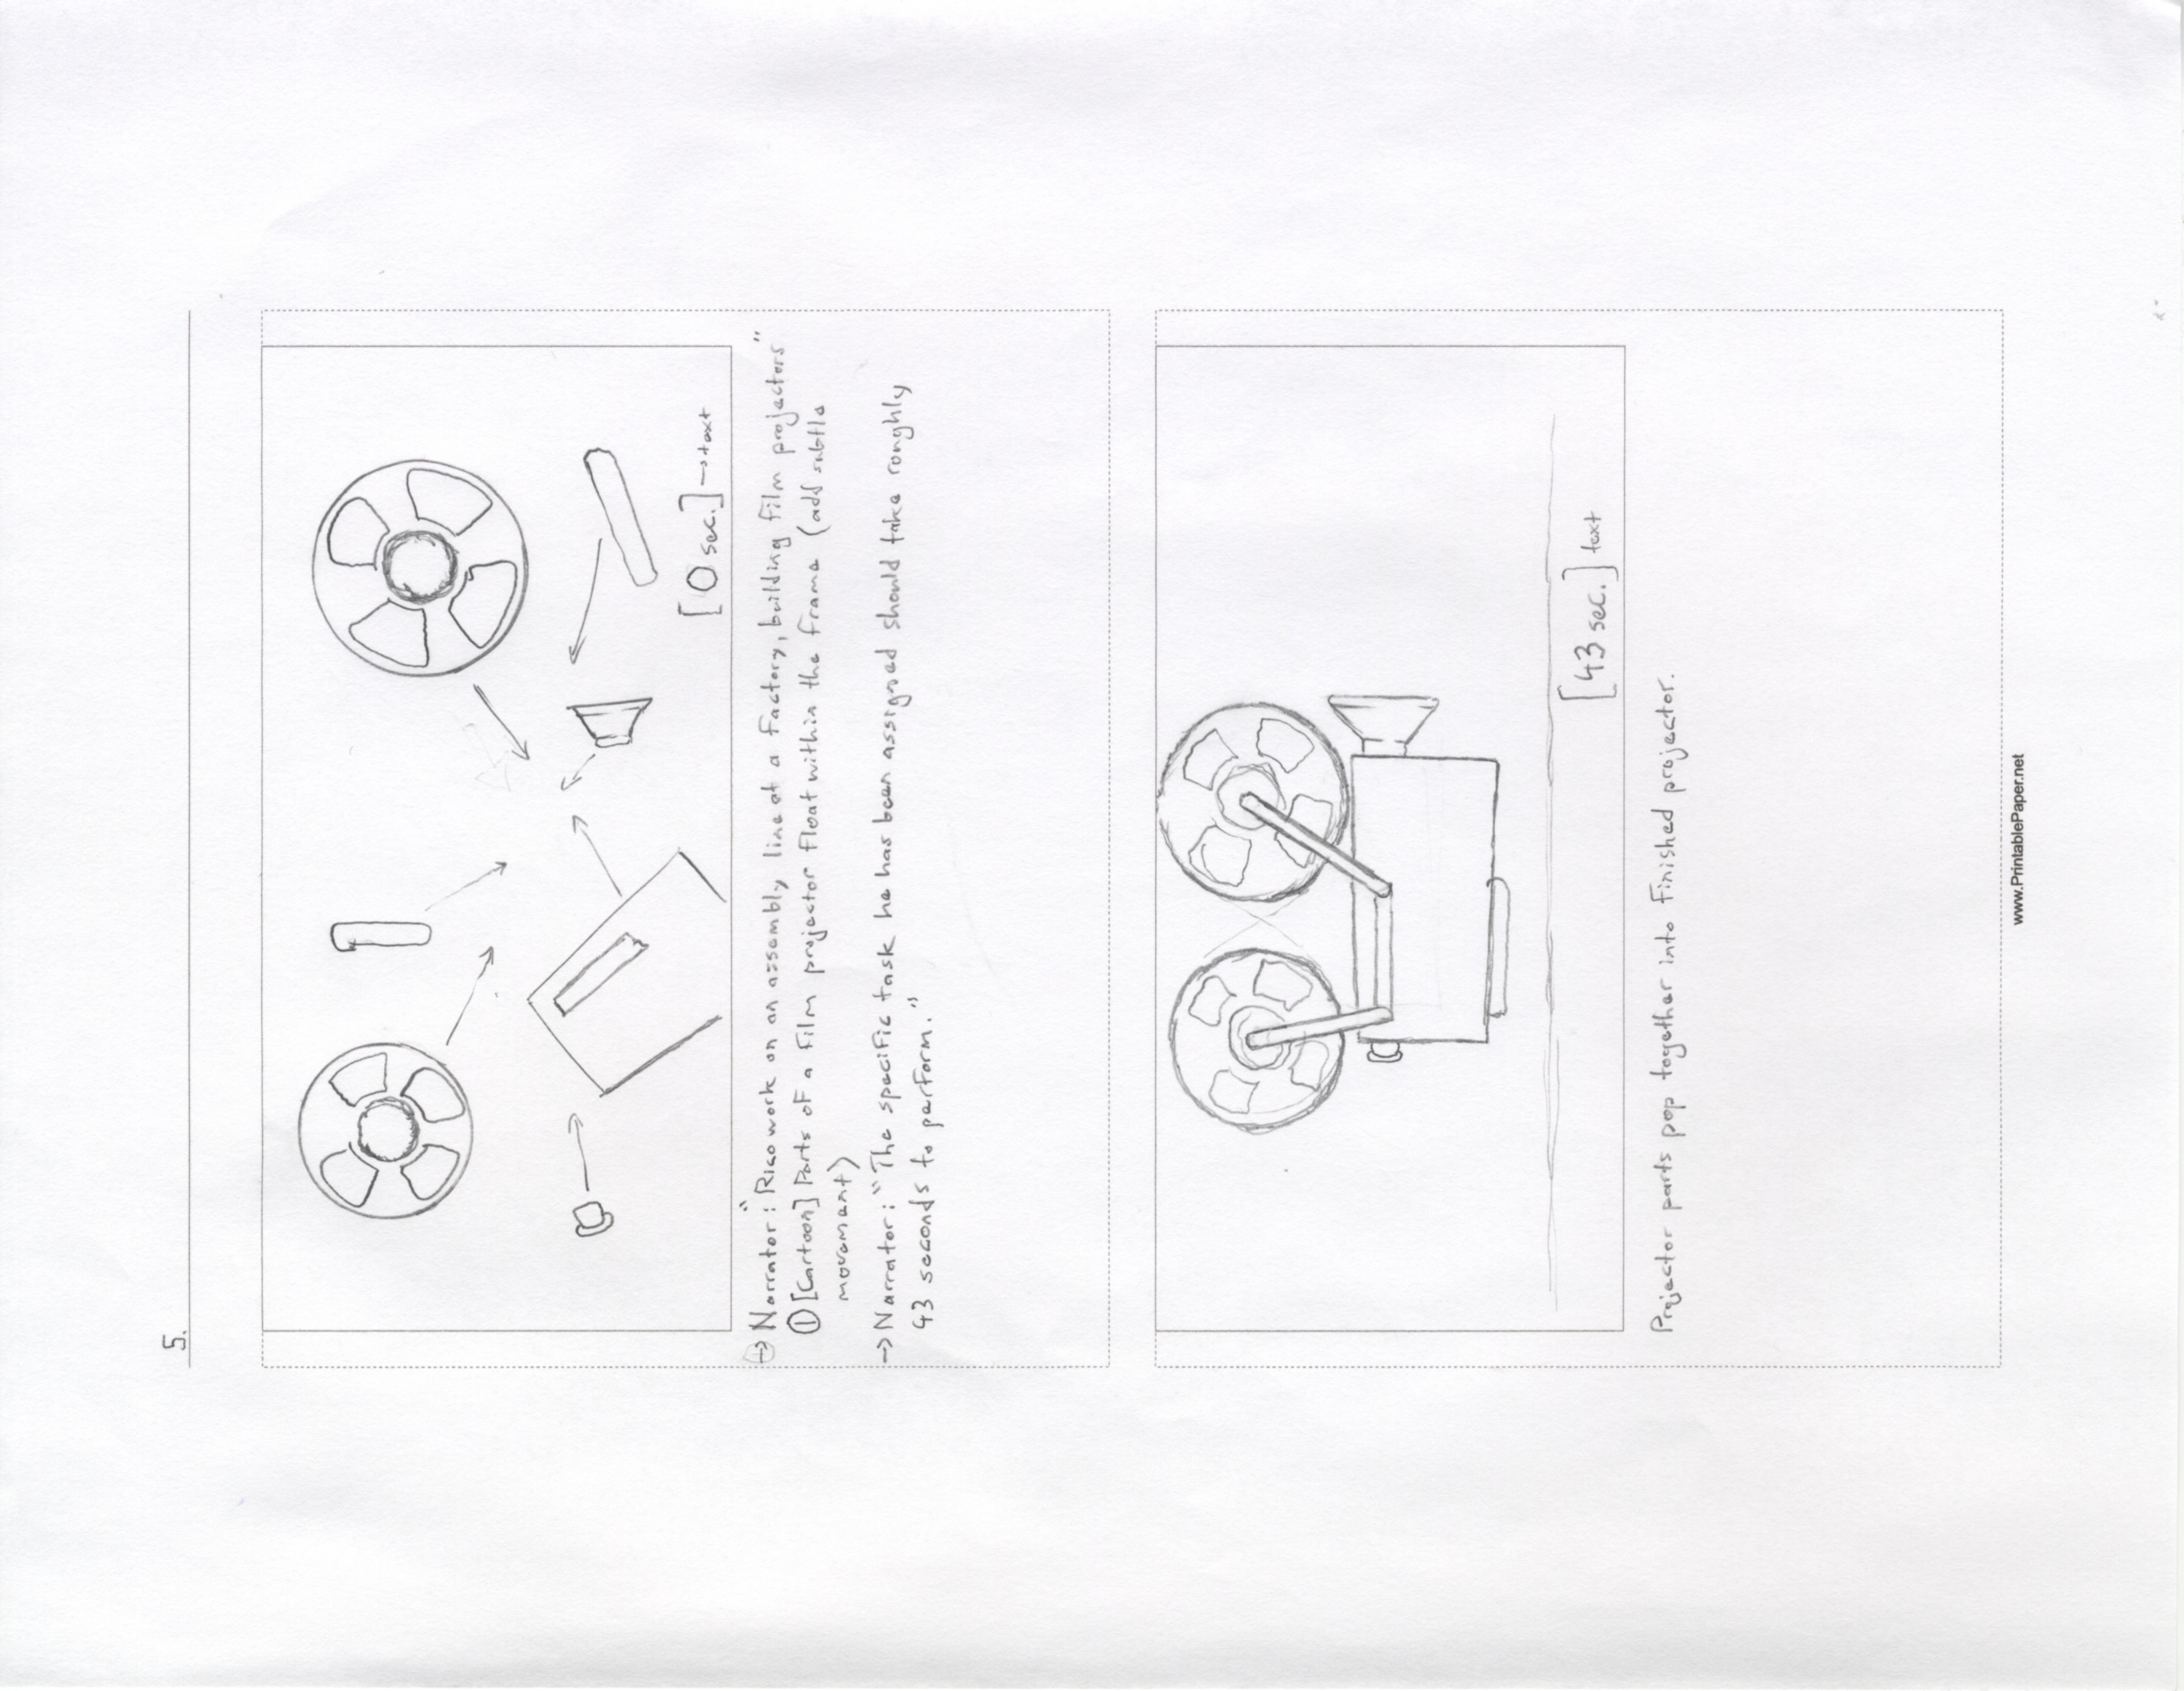 5.
[0 sec.] → text
→ Narrator: "Rico work on an assembly line at a factory, building film projectors"
① [Cartoon] Parts of a film projector float within the frame (add subtle
movement)
→ Narrator: "The specific task he has been assigned should take roughly
43 seconds to perform."
[43 sec.] text
Projector parts pop together into finished projector.
www.PrintablePaper.net